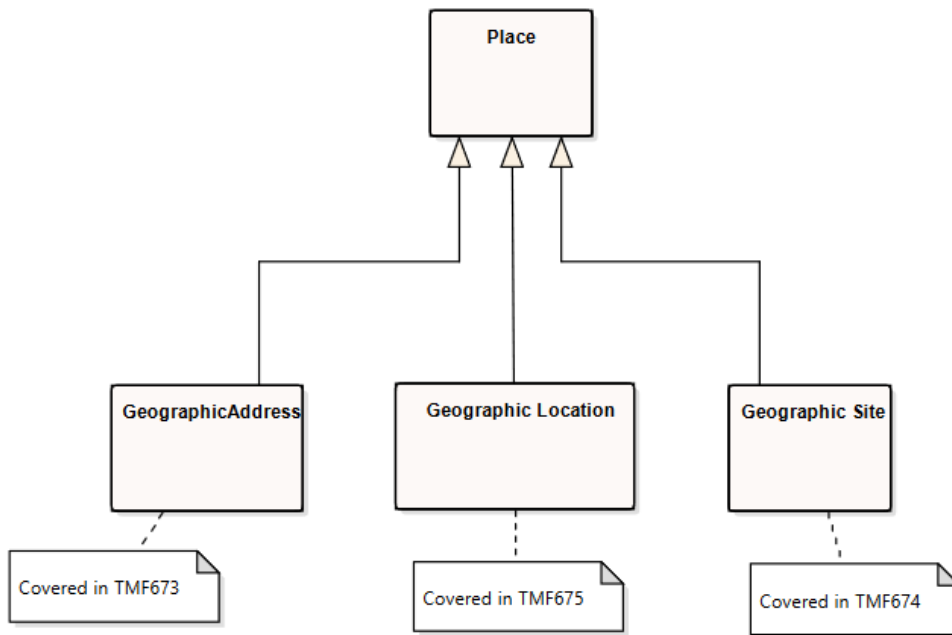 Place
GeographicAddress
Geographic Location
Geographic Site
Covered in TMF673
Covered in TMF675
Covered in TMF674